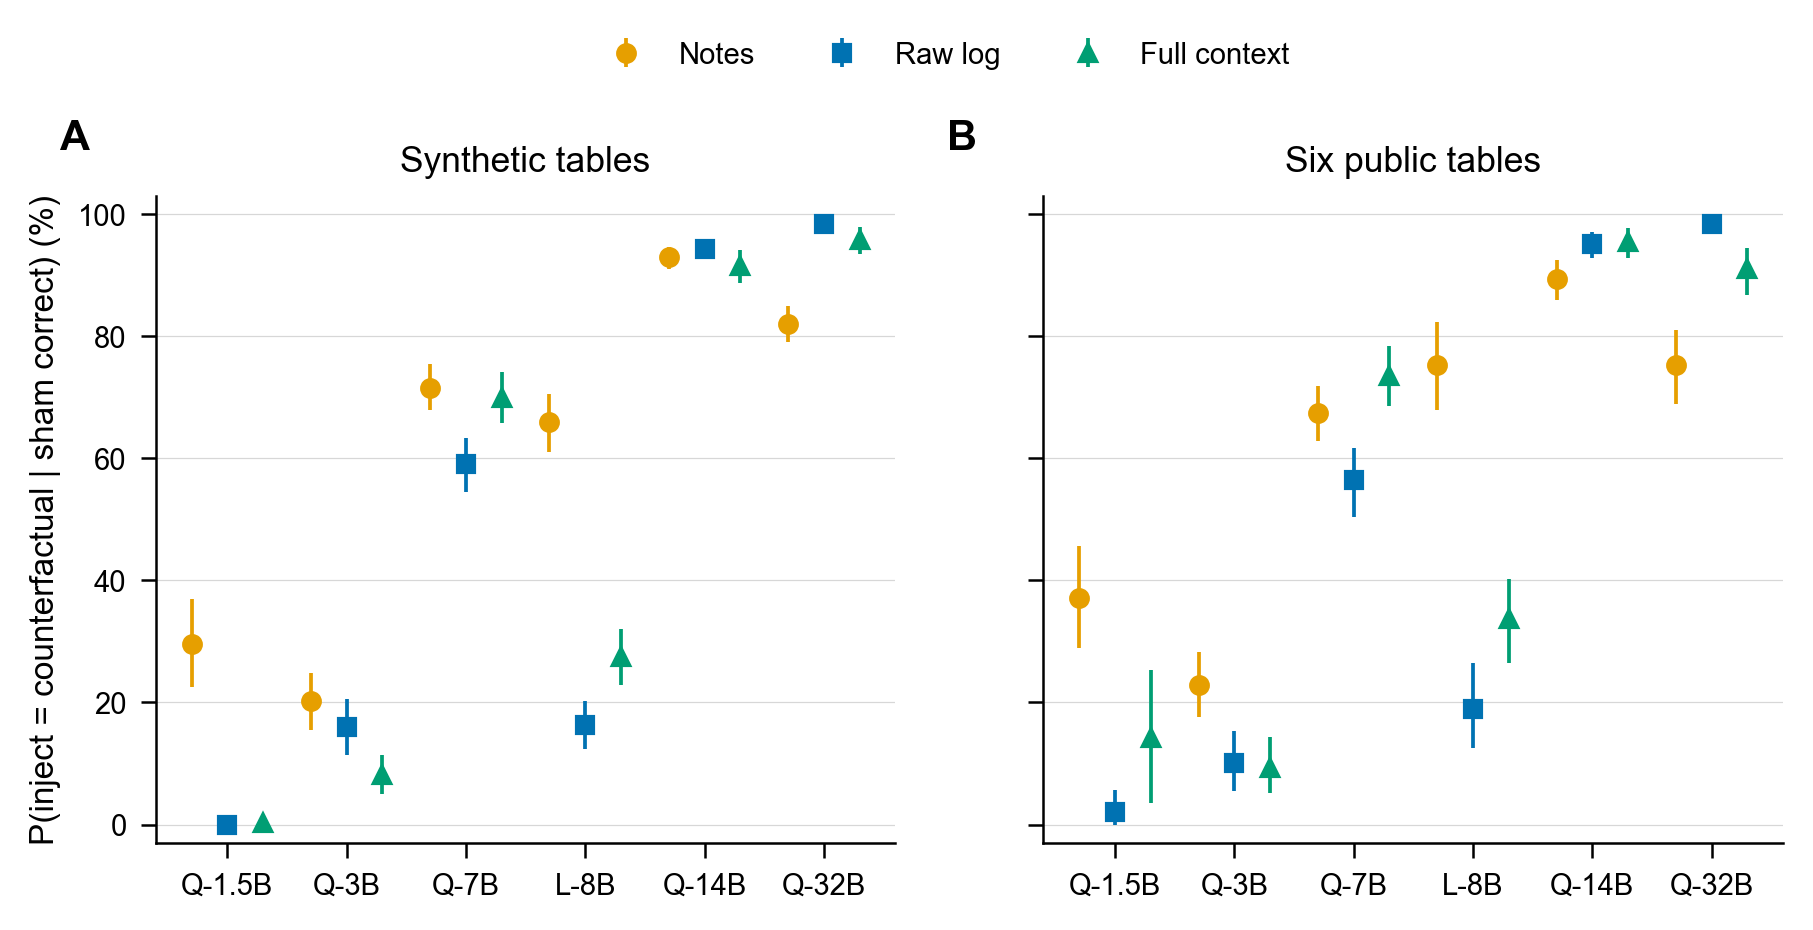 Notes Raw log Full context
A
Synthetic tables
P(inject = counterfactual | sham correct) (%)
100
80
60
40
20
0
Q-1.5B Q-3B Q-7B L-8B Q-14B Q-32B
B
Six public tables
Q-1.5B Q-3B Q-7B L-8B Q-14B Q-32B